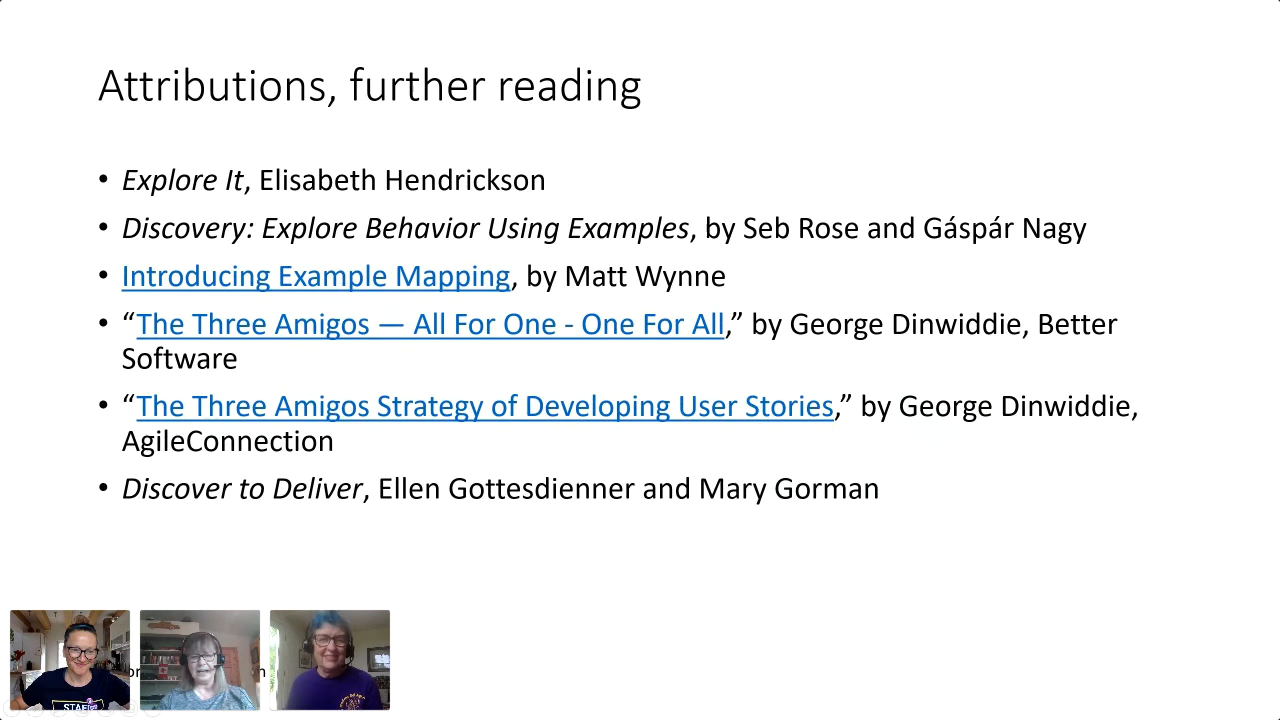 Attributions, further reading
• Explore It, Elisabeth Hendrickson
• Discovery: Explore Behavior Using Examples, by Seb Rose and Gáspár Nagy
• Introducing Example Mapping, by Matt Wynne
• “The Three Amigos — All For One - One For All,” by George Dinwiddie, Better
Software
• “The Three Amigos Strategy of Developing User Stories,” by George Dinwiddie,
AgileConnection
• Discover to Deliver, Ellen Gottesdienner and Mary Gorman